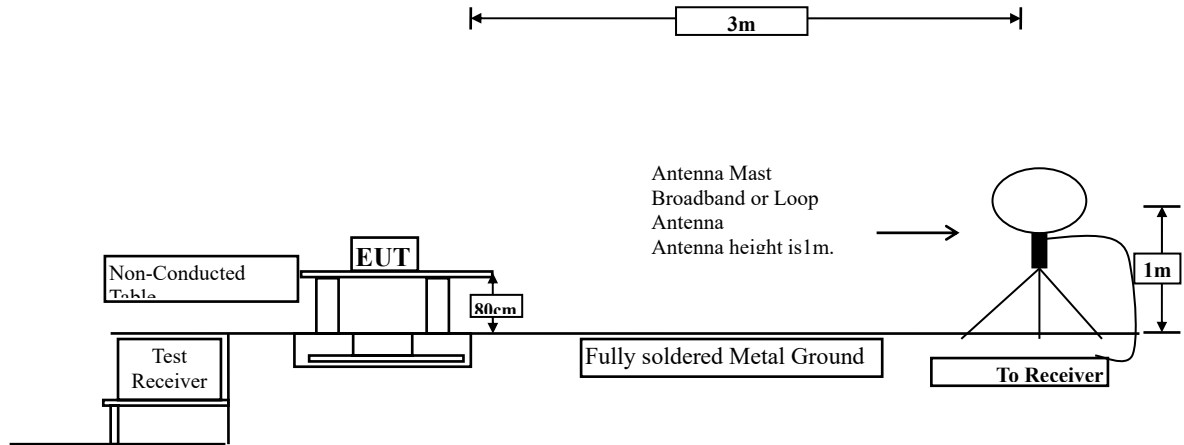 3m
Antenna Mast
Broadband or Loop
Antenna
Antenna height is1m.
EUT
Non-Conducted
Table
80cm
1m
Test
Receiver
Fully soldered Metal Ground
To Receiver